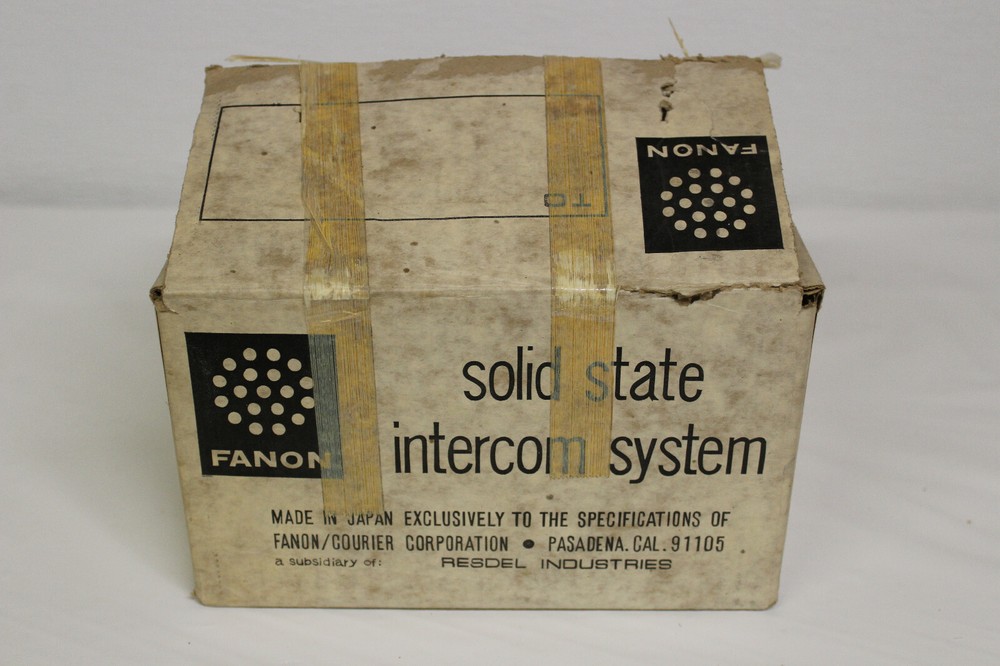 TO
FANON
FANON
solid state
intercom system
MADE IN JAPAN EXCLUSIVELY TO THE SPECIFICATIONS OF
FANON/COURIER CORPORATION • PASADENA. CAL. 91105
a subsidiary of: RESDEL INDUSTRIES